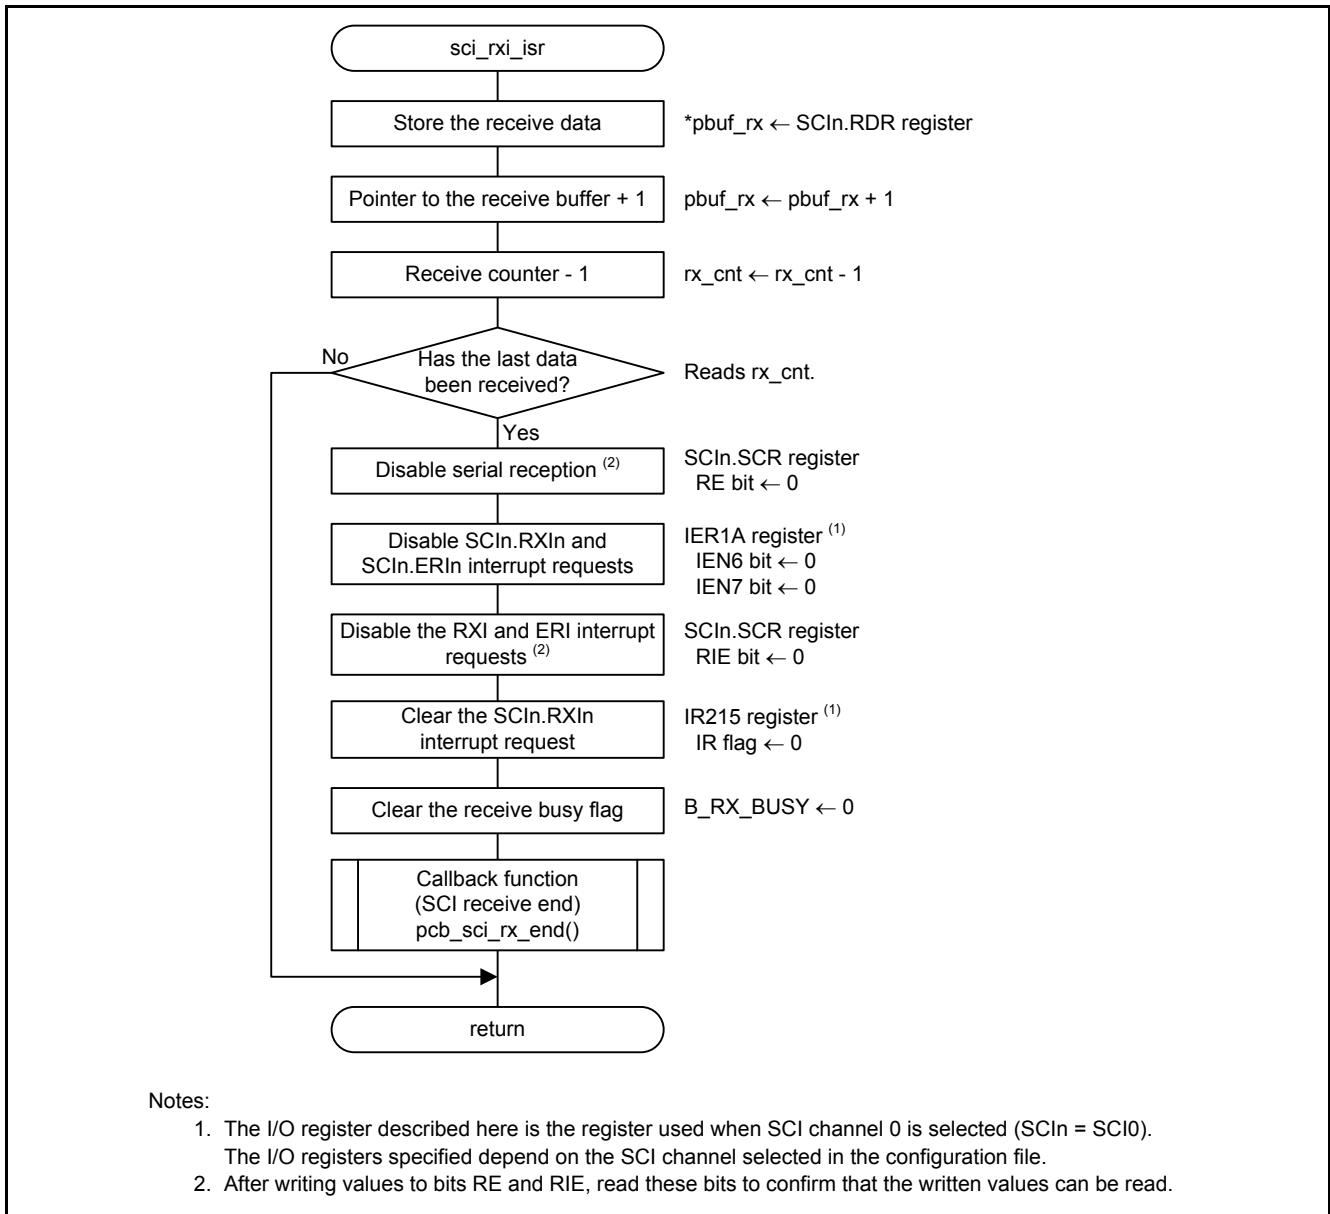 sci_rxi_isr
Store the receive data
*pbuf_rx ← SCIn.RDR register
Pointer to the receive buffer + 1
pbuf_rx ← pbuf_rx + 1
Receive counter - 1
rx_cnt ← rx_cnt - 1
No
Has the last data
been received?
Reads rx_cnt.
Yes
Disable serial reception (2)
SCIn.SCR register
RE bit ← 0
Disable SCIn.RXIn and
SCIn.ERIn interrupt requests
IER1A register (1)
IEN6 bit ← 0
IEN7 bit ← 0
Disable the RXI and ERI interrupt
requests (2)
SCIn.SCR register
RIE bit ← 0
Clear the SCIn.RXIn
interrupt request
IR215 register (1)
IR flag ← 0
Clear the receive busy flag
B_RX_BUSY ← 0
Callback function
(SCI receive end)
pcb_sci_rx_end()
return
Notes:
1. The I/O register described here is the register used when SCI channel 0 is selected (SCIn = SCI0).
The I/O registers specified depend on the SCI channel selected in the configuration file.
2. After writing values to bits RE and RIE, read these bits to confirm that the written values can be read.